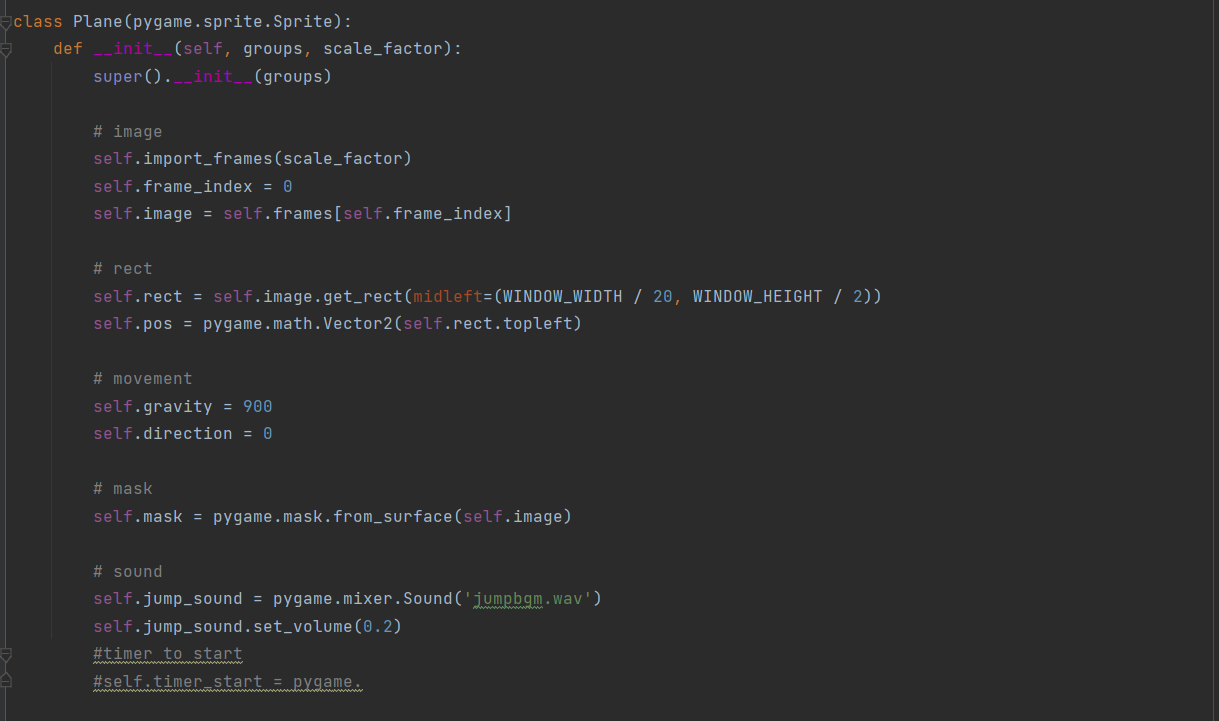 class Plane(pygame.sprite.Sprite):
    def __init__(self, groups, scale_factor):
        super().__init__(groups)

        # image
        self.import_frames(scale_factor)
        self.frame_index = 0
        self.image = self.frames[self.frame_index]

        # rect
        self.rect = self.image.get_rect(midleft=(WINDOW_WIDTH / 20, WINDOW_HEIGHT / 2))
        self.pos = pygame.math.Vector2(self.rect.topleft)

        # movement
        self.gravity = 900
        self.direction = 0

        # mask
        self.mask = pygame.mask.from_surface(self.image)

        # sound
        self.jump_sound = pygame.mixer.Sound('jumpbgm.wav')
        self.jump_sound.set_volume(0.2)
        #timer to start
        #self.timer_start = pygame.